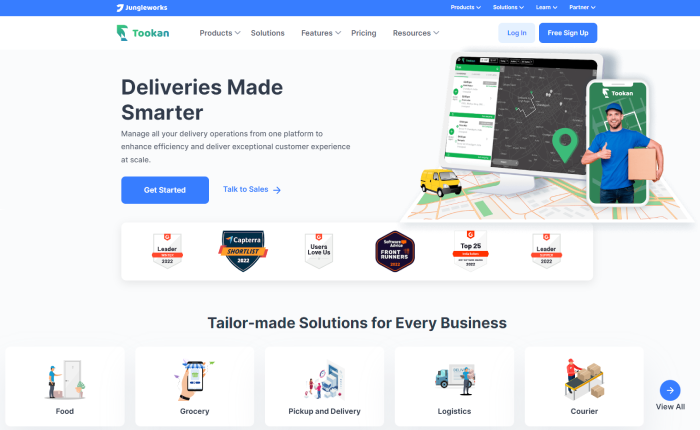 Jungleworks
Products Solutions Learn Partner
Tookan
Products Solutions Features Pricing Resources
Log In
Free Sign Up
Deliveries Made
Smarter
Manage all your delivery operations from one platform to
enhance efficiency and deliver exceptional customer experience
at scale.
Get Started
Talk to Sales
Tookan
Leader
WINTER
2022
Capterra
SHORTLIST
2022
Users
Love Us
Software
Advice
FRONT
RUNNERS
2022
Top 25
2022
Leader
SUMMER
2022
Tailor-made Solutions for Every Business
Food
Grocery
Pickup and Delivery
Logistics
Courier
View All